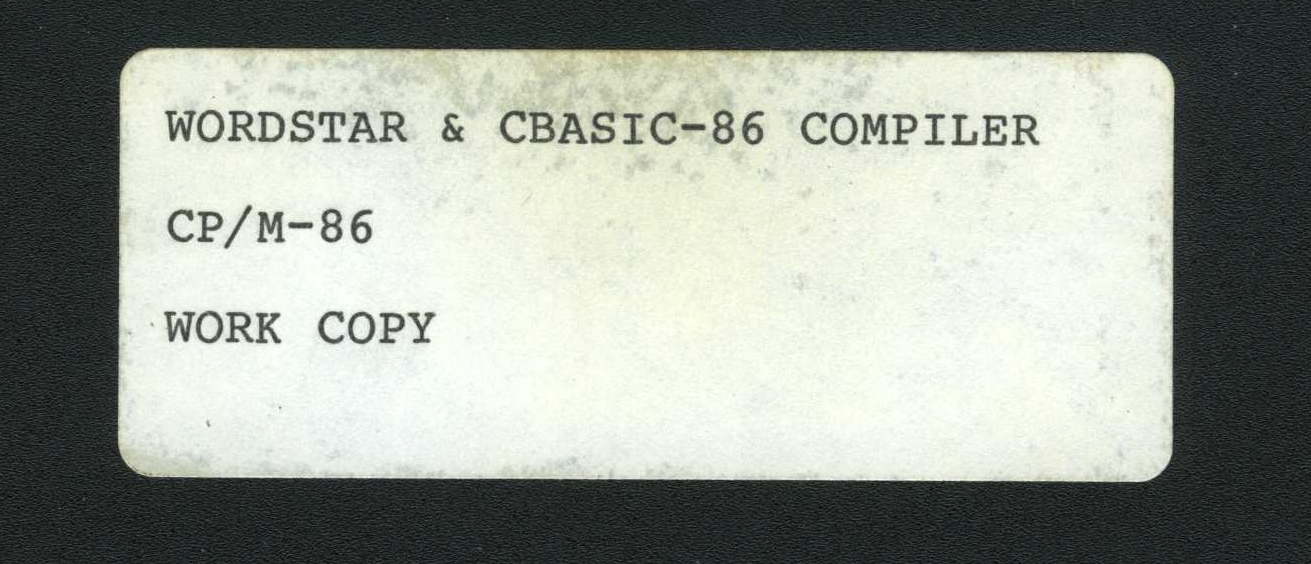 WORDSTAR & CBASIC-86 COMPILER
CP/M-86
WORK COPY